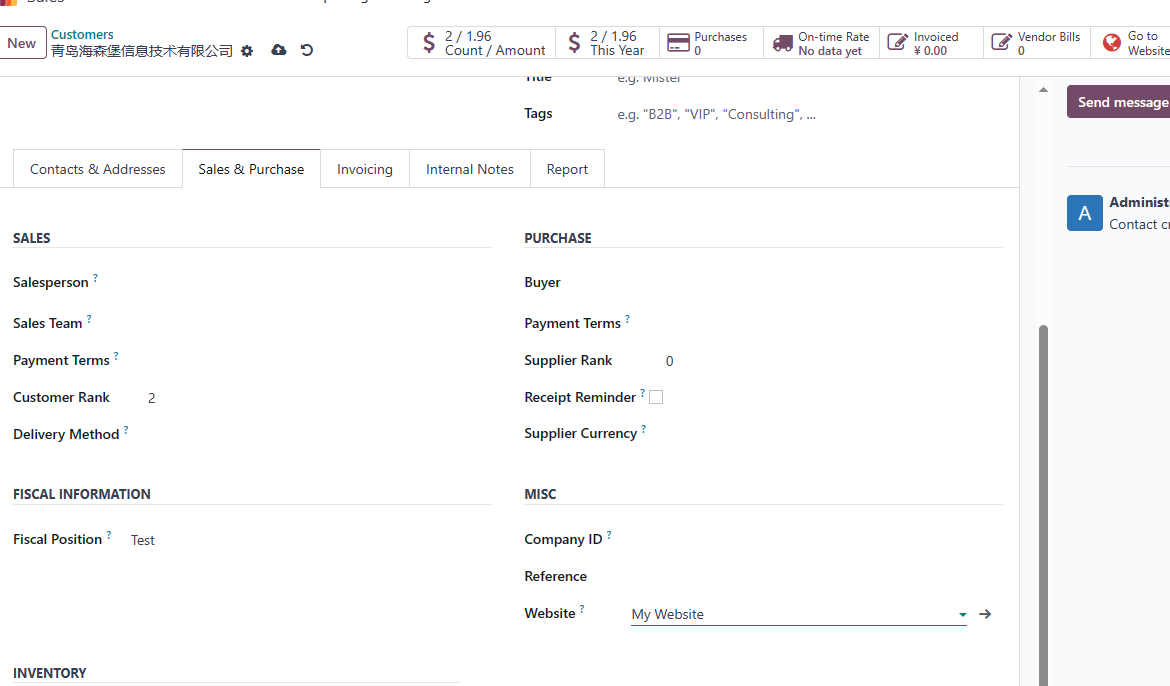 Sales
New
Customers
青岛海森堡信息技术有限公司
2 / 1.96
Count / Amount
2 / 1.96
This Year
Purchases
0
On-time Rate
No data yet
Invoiced
¥ 0.00
Vendor Bills
0
Go to
Website
Title
e.g. Mister
Tags
e.g. "B2B", "VIP", "Consulting", ...
Send message
Contacts & Addresses
Sales & Purchase
Invoicing
Internal Notes
Report
A
Administ
Contact cr
SALES
PURCHASE
Salesperson ?
Buyer
Sales Team ?
Payment Terms ?
Payment Terms ?
Supplier Rank 0
Customer Rank 2
Receipt Reminder ?
Delivery Method ?
Supplier Currency ?
FISCAL INFORMATION
MISC
Fiscal Position ? Test
Company ID ?
Reference
Website ? My Website
INVENTORY